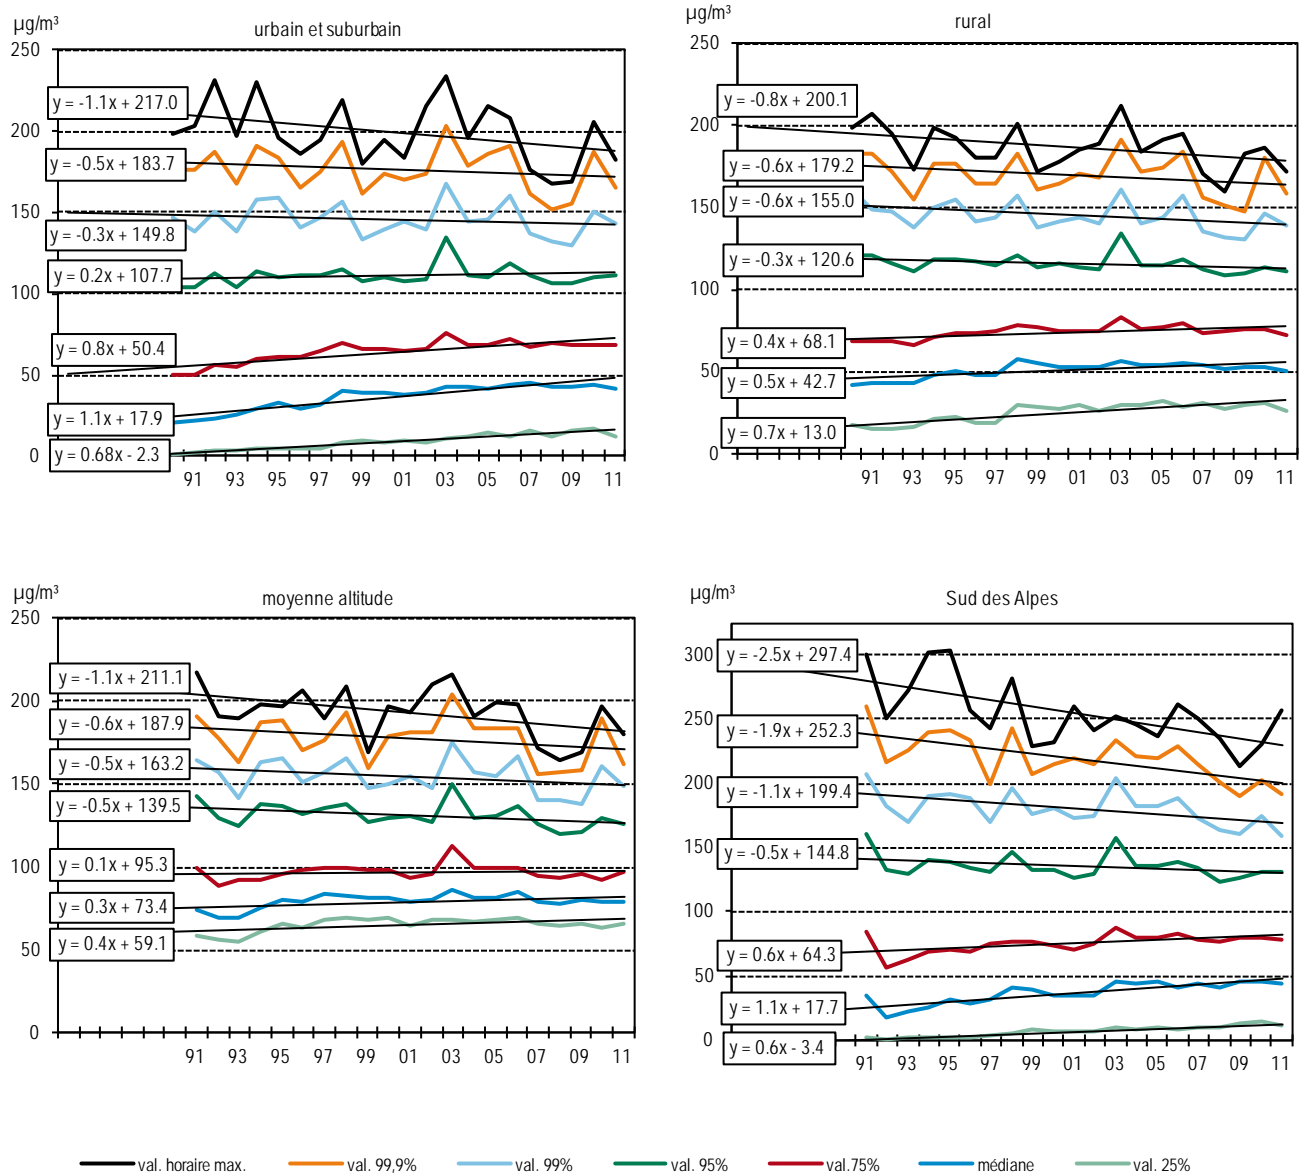 µg/m³
urbain et suburbain
250
200
150
100
50
0
y = -1.1x + 217.0
y = -0.5x + 183.7
y = -0.3x + 149.8
y = 0.2x + 107.7
y = 0.8x + 50.4
y = 1.1x + 17.9
y = 0.68x - 2.3
91 93 95 97 99 01 03 05 07 09 11
µg/m³
rural
250
200
150
100
50
0
y = -0.8x + 200.1
y = -0.6x + 179.2
y = -0.6x + 155.0
y = -0.3x + 120.6
y = 0.4x + 68.1
y = 0.5x + 42.7
y = 0.7x + 13.0
91 93 95 97 99 01 03 05 07 09 11
µg/m³
moyenne altitude
250
200
150
100
50
0
y = -1.1x + 211.1
y = -0.6x + 187.9
y = -0.5x + 163.2
y = -0.5x + 139.5
y = 0.1x + 95.3
y = 0.3x + 73.4
y = 0.4x + 59.1
91 93 95 97 99 01 03 05 07 09 11
µg/m³
Sud des Alpes
300
250
200
150
100
50
0
y = -2.5x + 297.4
y = -1.9x + 252.3
y = -1.1x + 199.4
y = -0.5x + 144.8
y = 0.6x + 64.3
y = 1.1x + 17.7
y = 0.6x - 3.4
91 93 95 97 99 01 03 05 07 09 11
val. horaire max. val. 99,9% val. 99% val. 95% val.75% médiane val. 25%